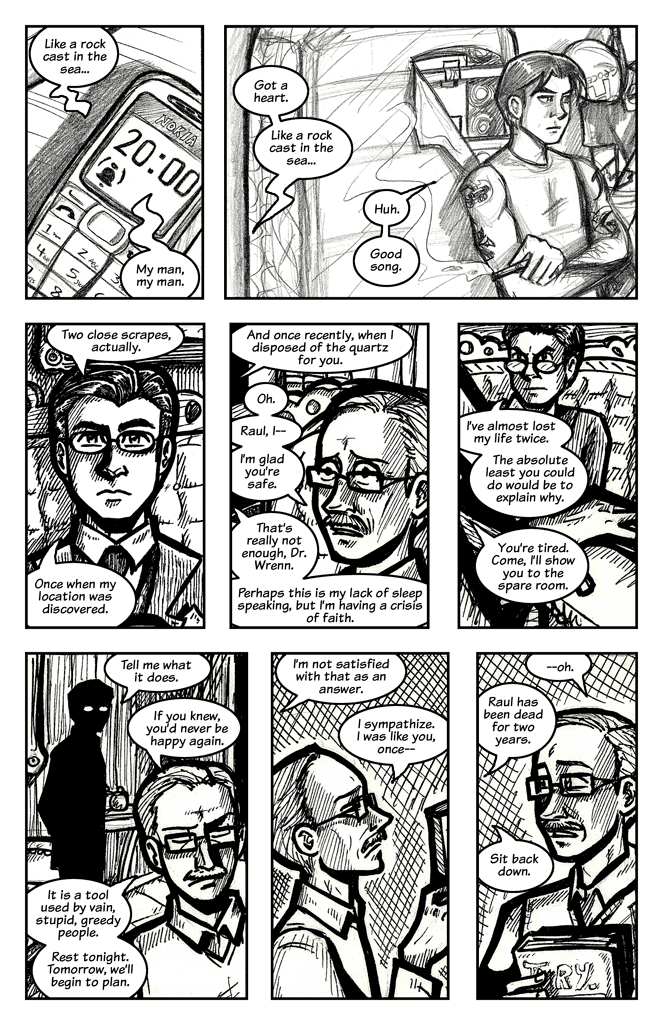 Like a rock
cast in the
sea...
NOKIA
20:00
1
2 ABC
4
5
7
8
My man,
my man.
Got a
heart.
Like a rock
cast in the
sea...
Huh.
Good
song.
Two close scrapes,
actually.
Once when my
location was
discovered.
And once recently, when I
disposed of the quartz
for you.
Oh.
Raul, I--
I'm glad
you're
safe.
That's
really not
enough, Dr.
Wrenn.
Perhaps this is my lack of sleep
speaking, but I'm having a crisis
of faith.
I've almost lost
my life twice.
The absolute
least you could
do would be to
explain why.
You're tired.
Come, I'll show
you to the
spare room.
Tell me what
it does.
If you knew,
you'd never be
happy again.
It is a tool
used by vain,
stupid, greedy
people.
Rest tonight.
Tomorrow, we'll
begin to plan.
I'm not satisfied
with that as an
answer.
I sympathize.
I was like you,
once--
--oh.
Raul has
been dead
for two
years.
Sit back
down.